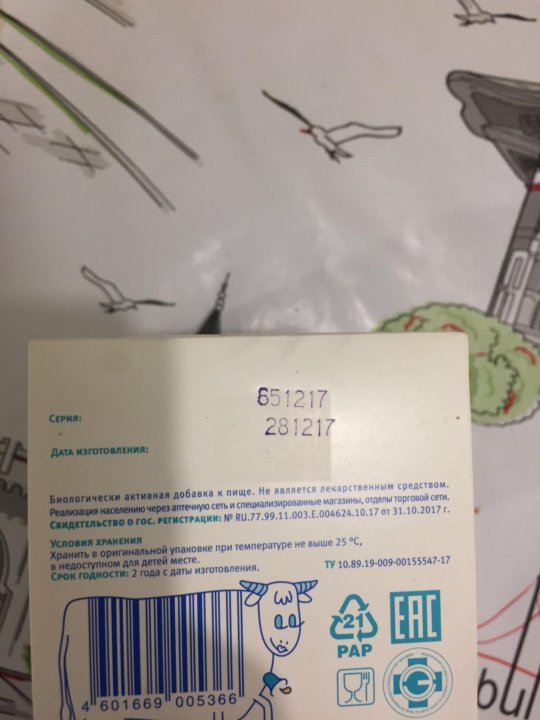 651217
Серия:
281217
Дата изготовления:
Биологически активная добавка к пище. Не является лекарственным средством.
Реализация населению через аптечную сеть и специализированные магазины, отделы торговой сети.
Свидетельство о гос. регистрации: № RU.77.99.11.003.Е.004624.10.17 от 31.10.2017 г.
Условия хранения
Хранить в оригинальной упаковке при температуре не выше 25 °С,
в недоступном для детей месте.
Срок годности: 2 года с даты изготовления.
ТУ 10.89.19-009-00155547-17
21
PAP
EAC
4 601669 005366
bul